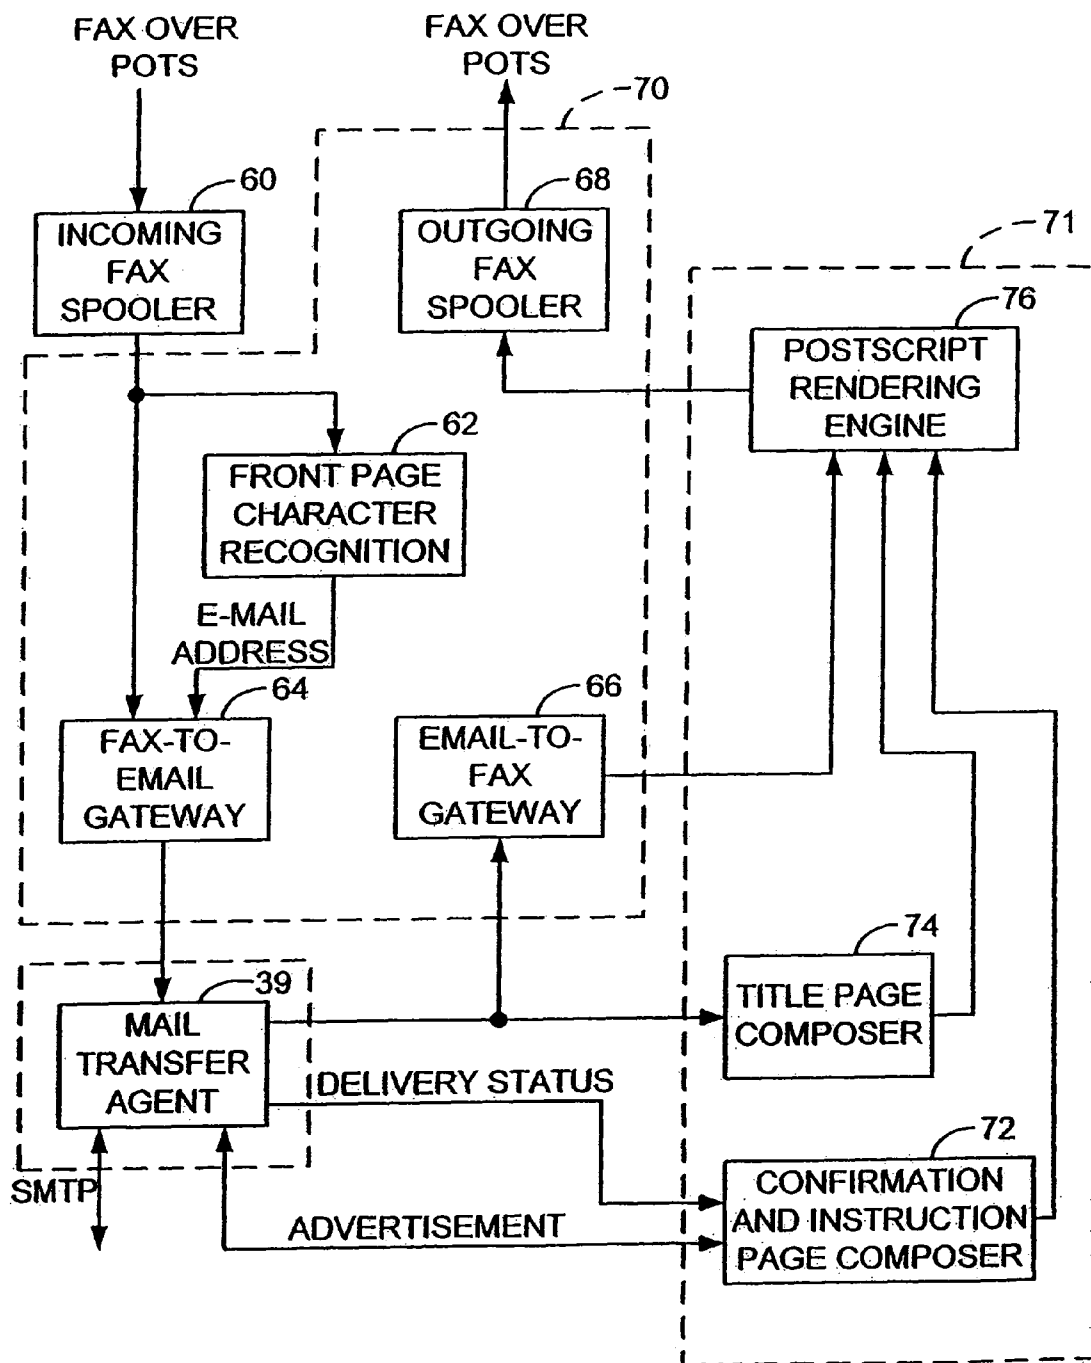 FAX OVER
POTS
FAX OVER
POTS
70
60
INCOMING
FAX
SPOOLER
68
OUTGOING
FAX
SPOOLER
71
76
POSTSCRIPT
RENDERING
ENGINE
62
FRONT PAGE
CHARACTER
RECOGNITION
E-MAIL
ADDRESS
64
FAX-TO-
EMAIL
GATEWAY
66
EMAIL-TO-
FAX
GATEWAY
74
TITLE PAGE
COMPOSER
39
MAIL
TRANSFER
AGENT
DELIVERY STATUS
72
CONFIRMATION
AND INSTRUCTION
PAGE COMPOSER
SMTP
ADVERTISEMENT